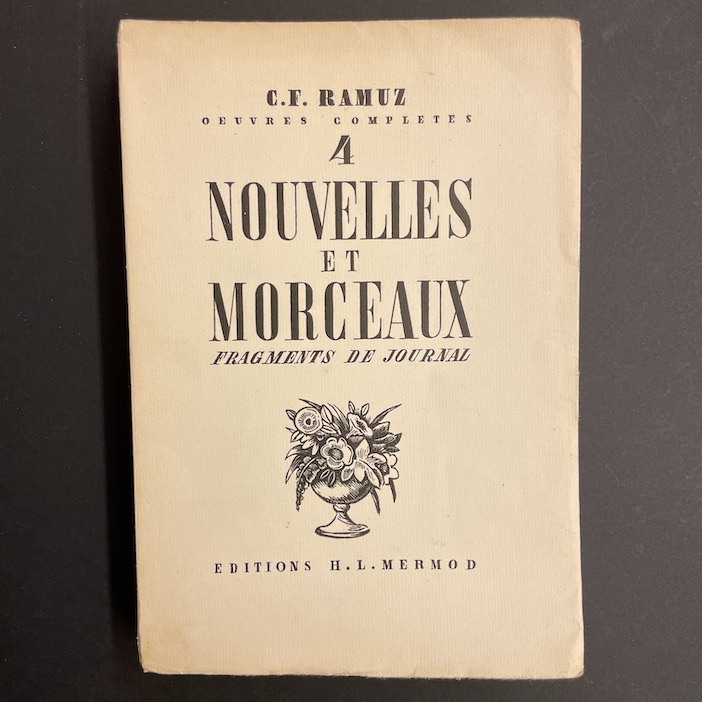 C.F. RAMUZ
OEUVRES COMPLETES
4
NOUVELLES
ET
MORCEAUX
FRAGMENTS DE JOURNAL
EDITIONS H.L.MERMOD